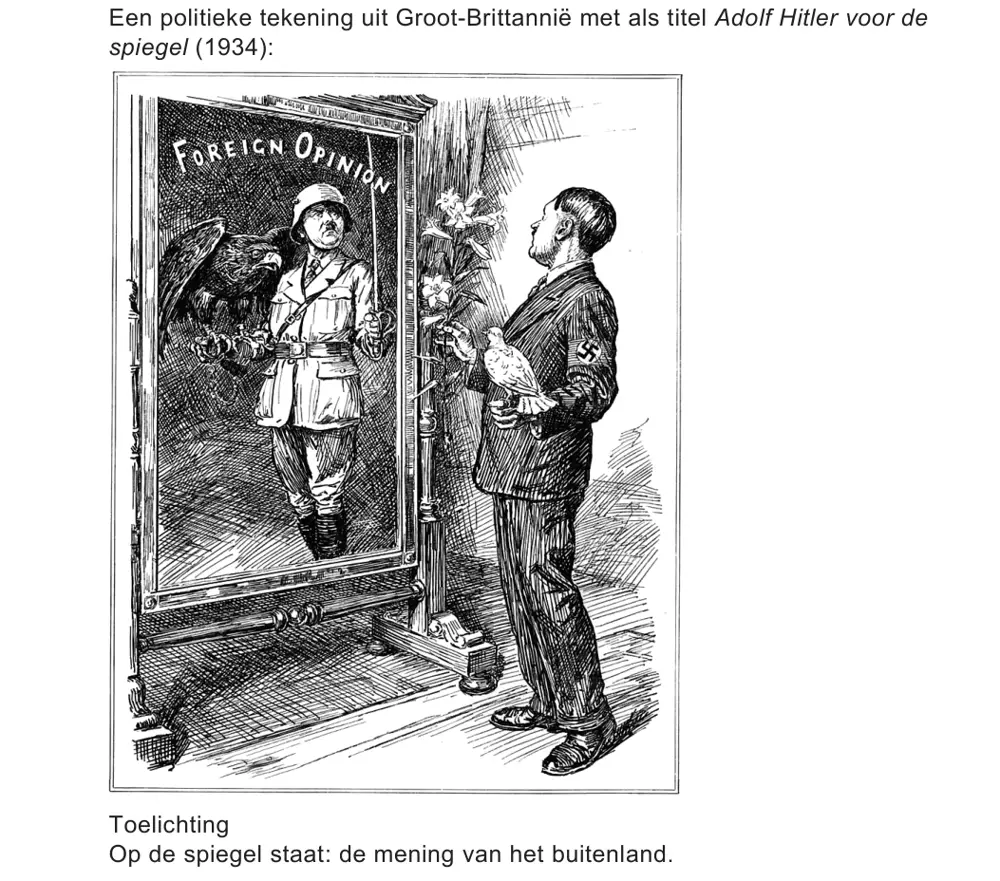 Een politieke tekening uit Groot-Brittannië met als titel Adolf Hitler voor de
spiegel (1934):
FOREIGN OPINION
Toelichting
Op de spiegel staat: de mening van het buitenland.